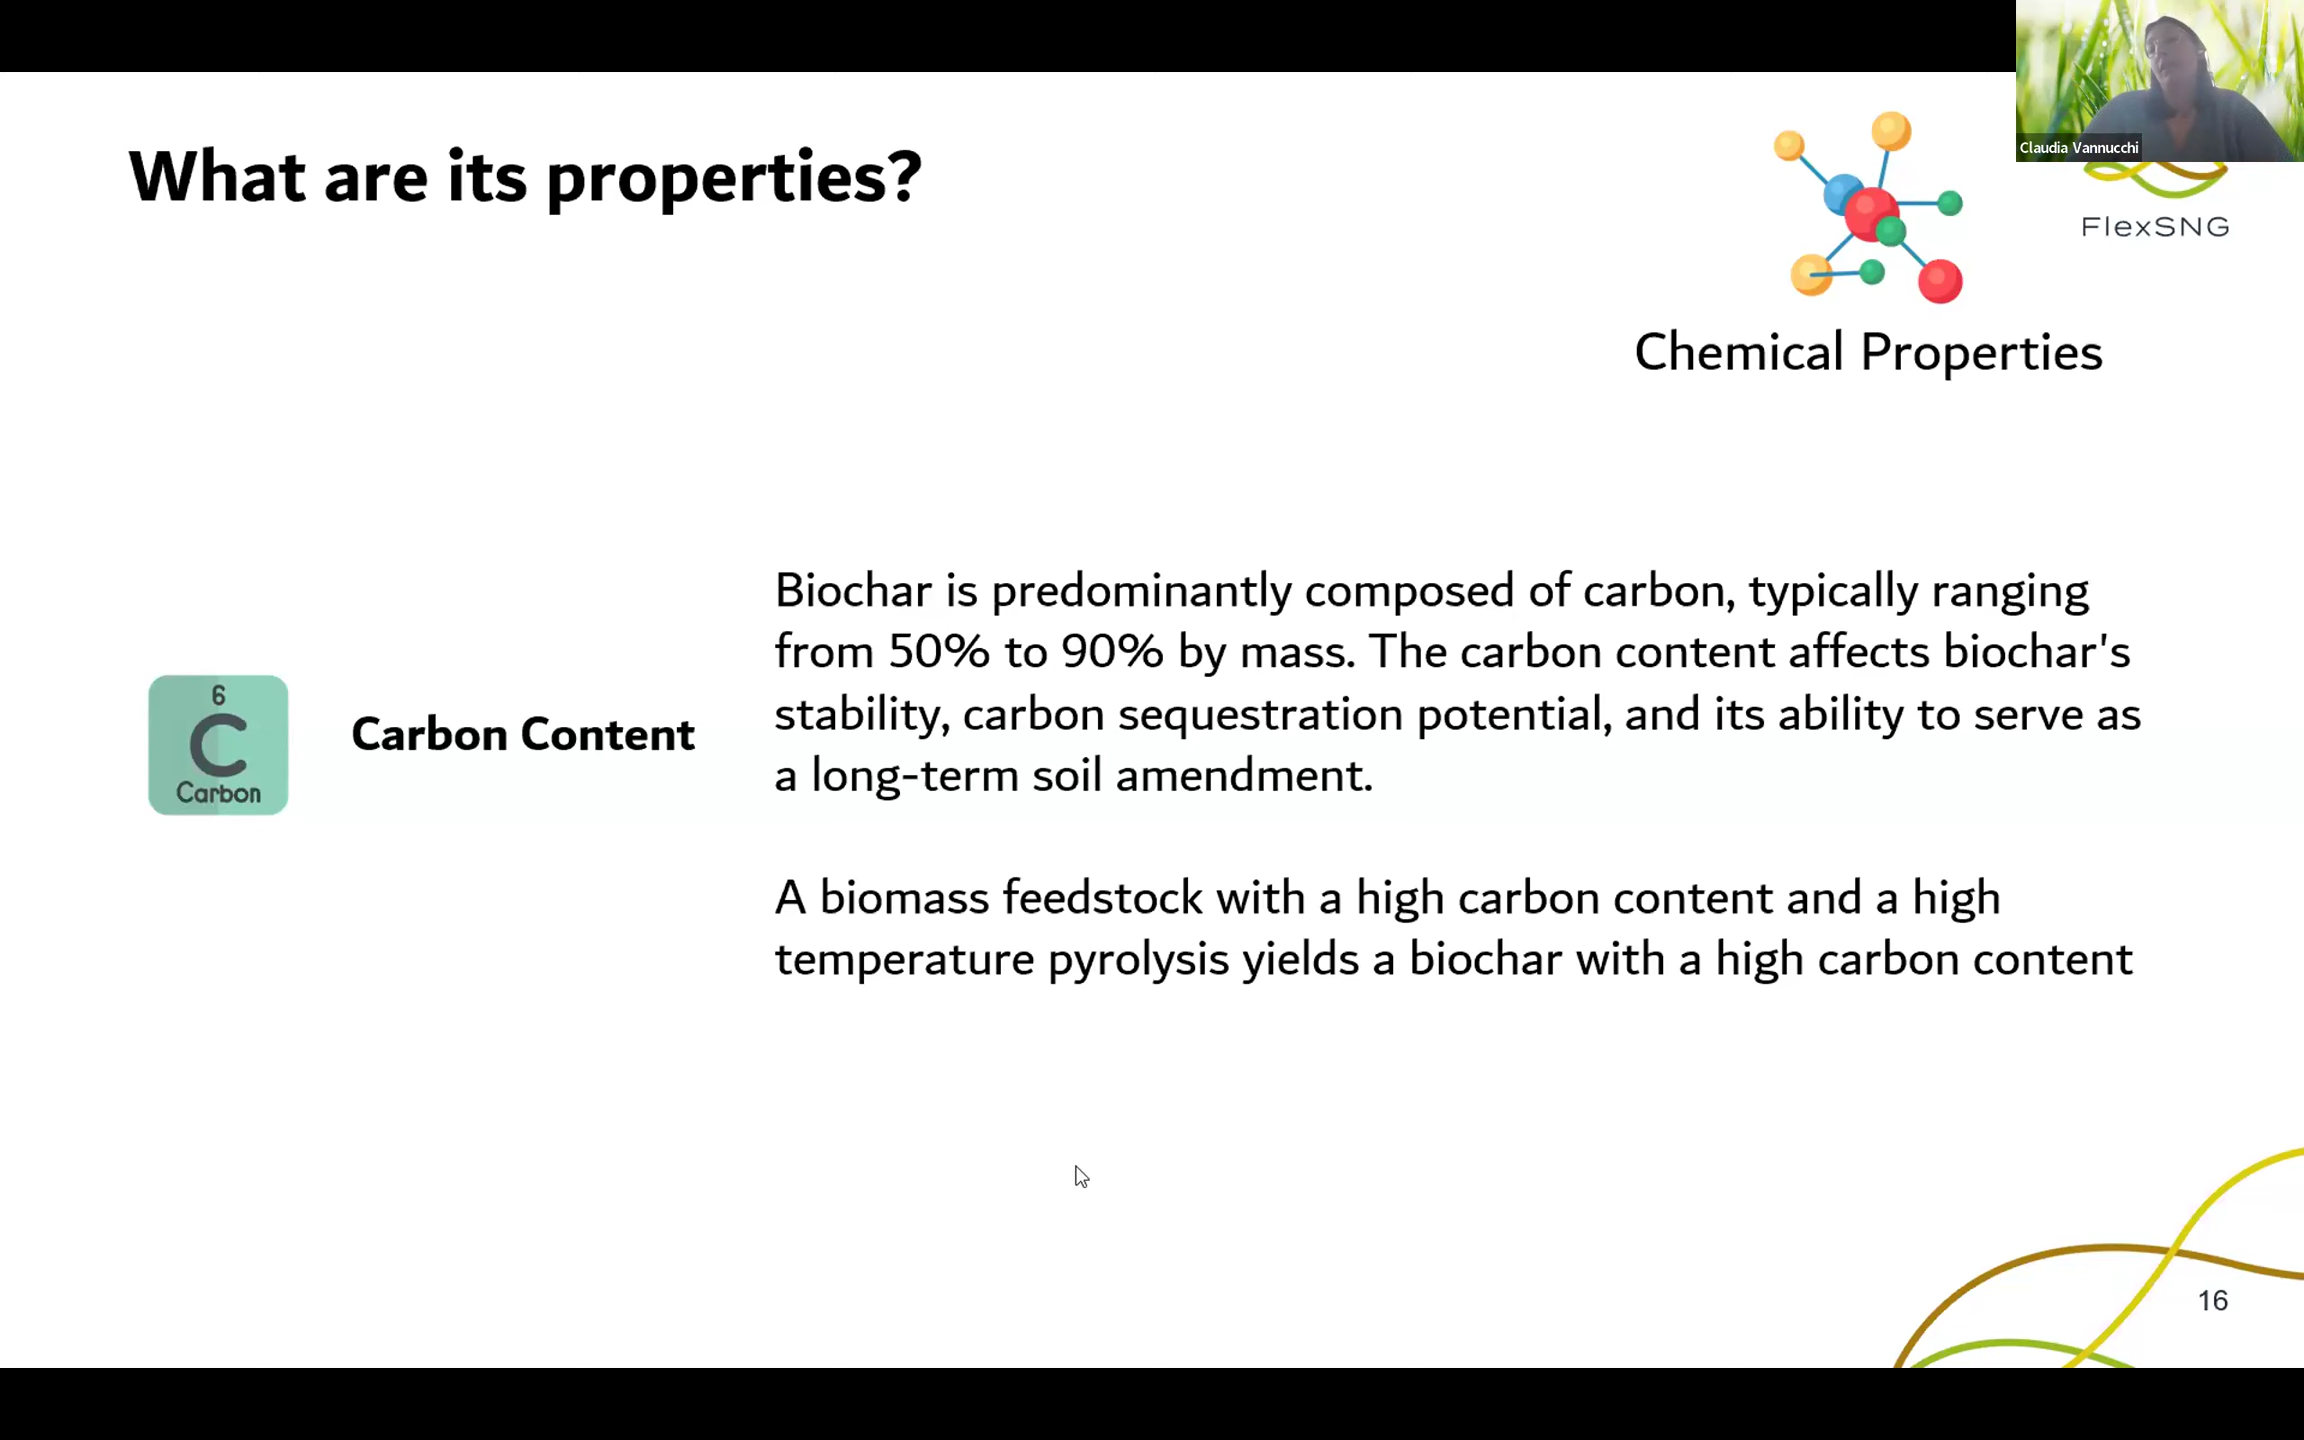 Claudia Vannucchi
What are its properties?
FlexSNG
Chemical Properties
Biochar is predominantly composed of carbon, typically ranging
from 50% to 90% by mass. The carbon content affects biochar's
stability, carbon sequestration potential, and its ability to serve as
a long-term soil amendment.
6
C
Carbon
Carbon Content
A biomass feedstock with a high carbon content and a high
temperature pyrolysis yields a biochar with a high carbon content
16